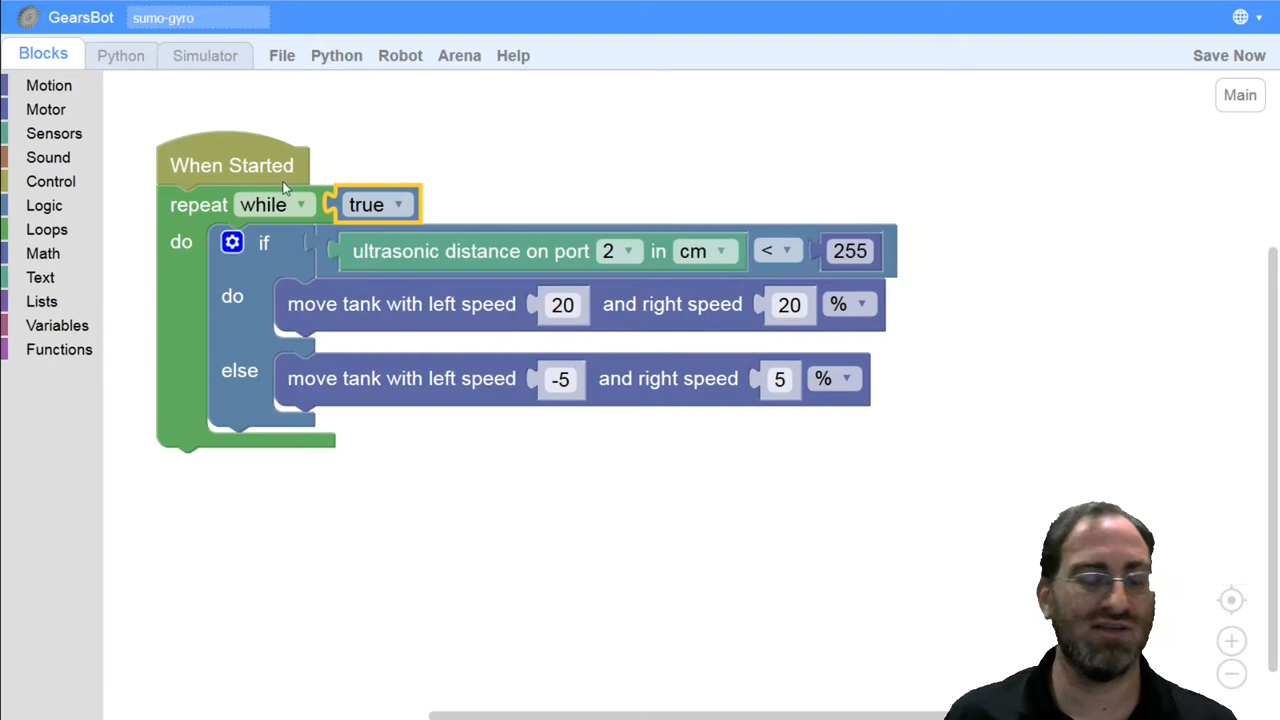 GearsBot sumo-gyro
Blocks Python Simulator File Python Robot Arena Help Save Now
Motion
Motor
Sensors
Sound
Control
Logic
Loops
Math
Text
Lists
Variables
Functions
Main
When Started
repeat while true
do if ultrasonic distance on port 2 in cm < 255
do move tank with left speed 20 and right speed 20 %
else move tank with left speed -5 and right speed 5 %